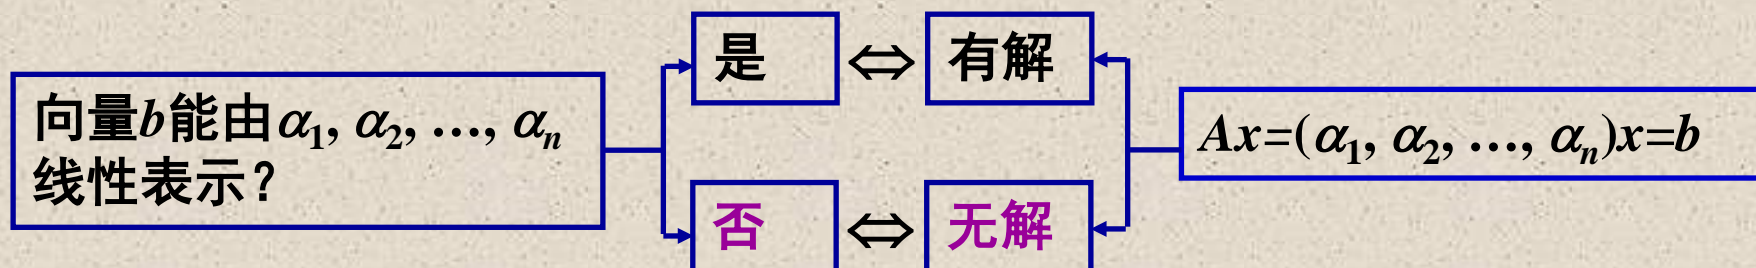 向量b能由α₁, α₂, …, αₙ
线性表示？
是 ⇔ 有解
否 ⇔ 无解
Ax=(α₁, α₂, …, αₙ)x=b